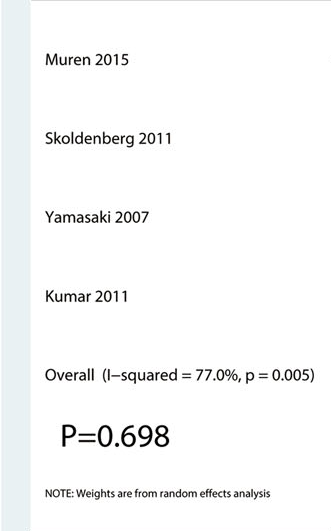 Muren 2015
Skoldenberg 2011
Yamasaki 2007
Kumar 2011
Overall (I−squared = 77.0%, p = 0.005)
P=0.698
NOTE: Weights are from random effects analysis